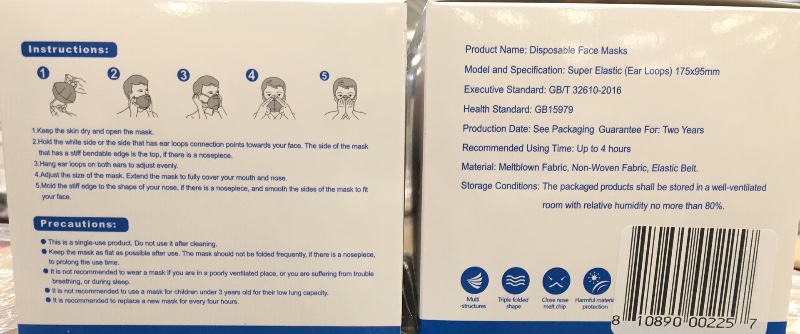 Instructions:
1 2 3 4 5
1.Keep the skin dry and open the mask.
2.Hold the white side or the side that has ear loops connection points towards your face. The side of the mask
that has a stiff bendable edge is the top, if there is a nosepiece.
3.Hang ear loops on both ears to adjust evenly.
4.Adjust the size of the mask. Extend the mask to fully cover your mouth and nose.
5.Mold the stiff edge to the shape of your nose, if there is a nosepiece, and smooth the sides of the mask to fit
your face.
Precautions:
● This is a single-use product. Do not use it after cleaning.
● Keep the mask as flat as possible after use. The mask should not be folded frequently, if there is a nosepiece,
to prolong the use time.
● It is not recommended to wear a mask if you are in a poorly ventilated place, or you are suffering from trouble
breathing, or during sleep.
● It is not recommended to use a mask for children under 3 years old for their low lung capacity.
● It is recommended to replace a new mask for every four hours.
Product Name: Disposable Face Masks
Model and Specification: Super Elastic (Ear Loops) 175x95mm
Executive Standard: GB/T 32610-2016
Health Standard: GB15979
Production Date: See Packaging Guarantee For: Two Years
Recommended Using Time: Up to 4 hours
Material: Meltblown Fabric, Non-Woven Fabric, Elastic Belt.
Storage Conditions: The packaged products shall be stored in a well-ventilated
room with relative humidity no more than 80%.
Multi
-structures
Triple folded
shape
Close nose
melt chip
Harmful materi
protection
8 10890 00225 7